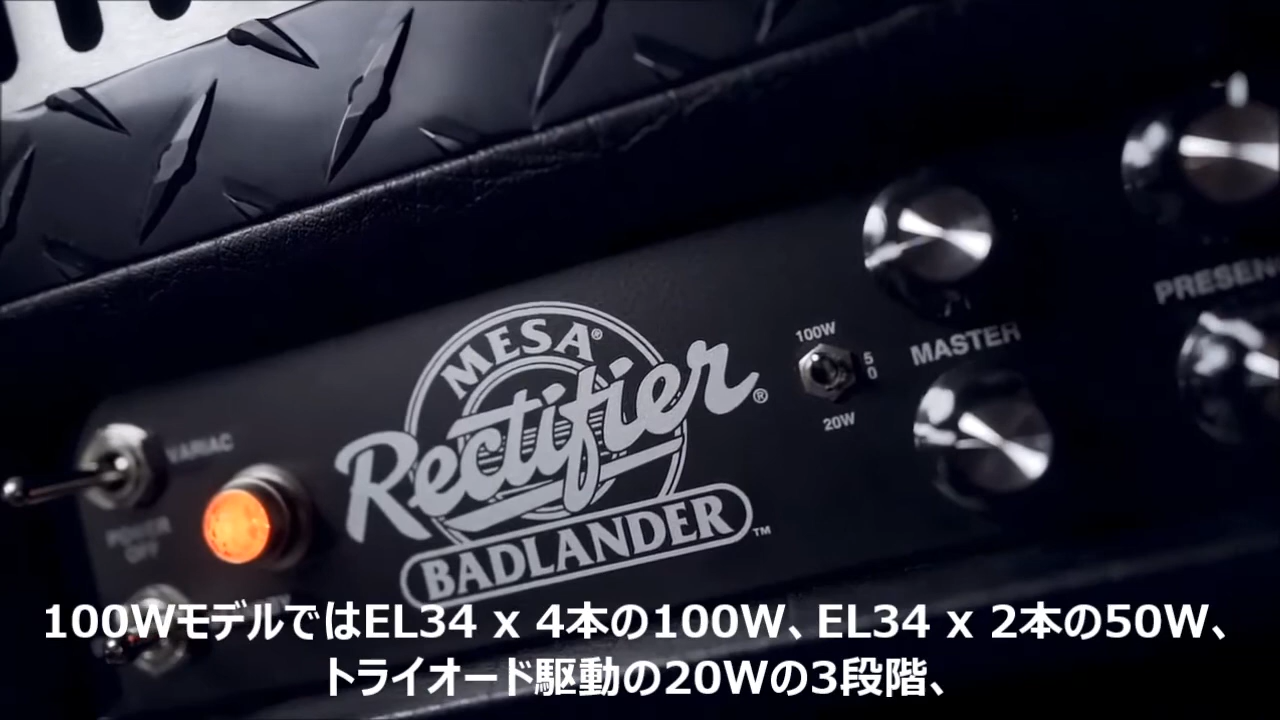 MESA®
Rectifier®
BADLANDER™
100W
50
20W
MASTER
PRESEN
VARIAC
POWER
OFF
100WモデルではEL34 x 4本の100W、EL34 x 2本の50W、
トライオード駆動の20Wの3段階、